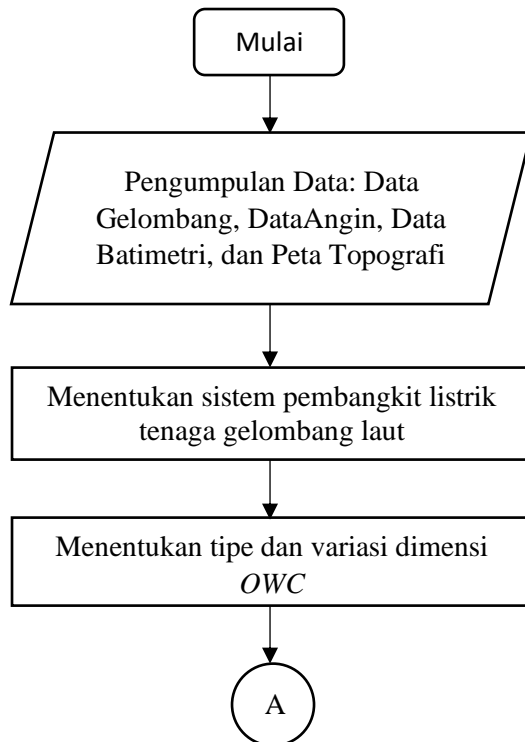 Mulai
Pengumpulan Data: Data
Gelombang, DataAngin, Data
Batimetri, dan Peta Topografi
Menentukan sistem pembangkit listrik
tenaga gelombang laut
Menentukan tipe dan variasi dimensi
OWC
A